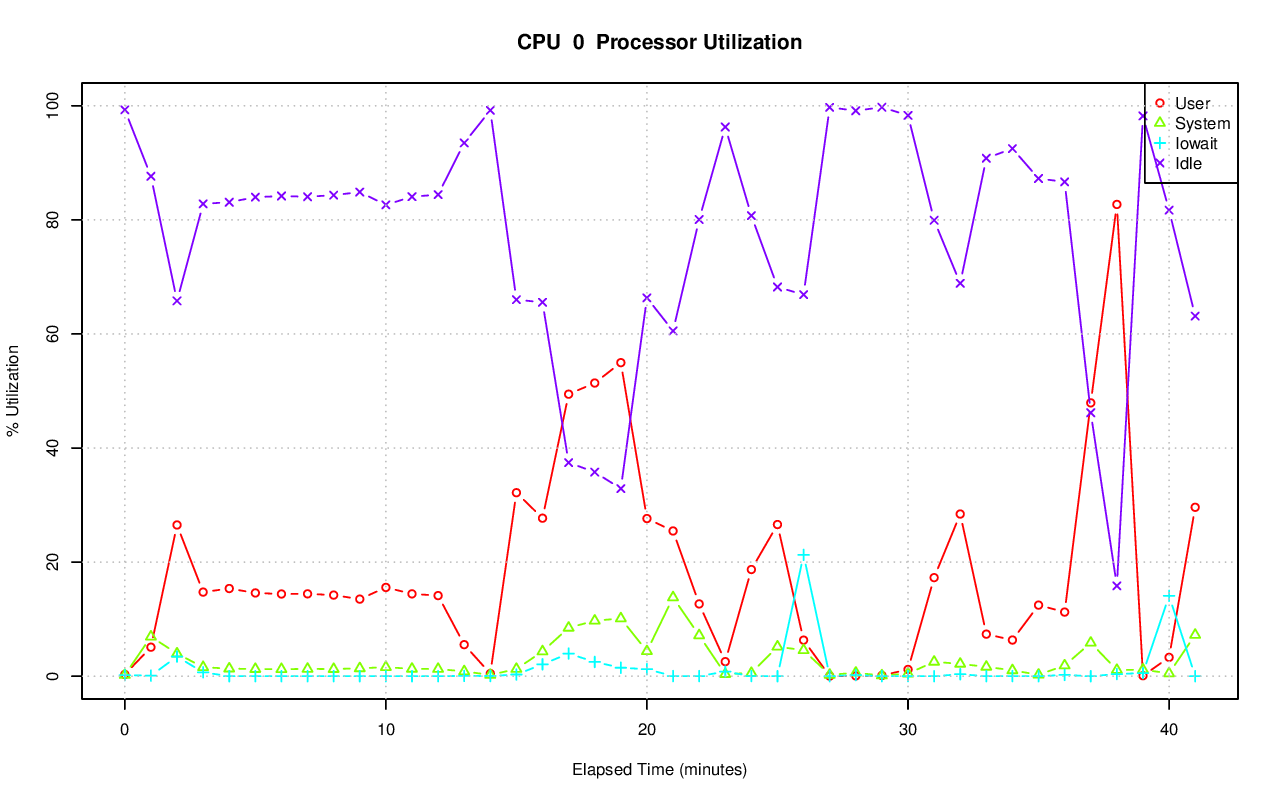 CPU  0  Processor Utilization
% Utilization
100
80
60
40
20
0
User
System
Iowait
Idle
0 10 20 30 40
Elapsed Time (minutes)